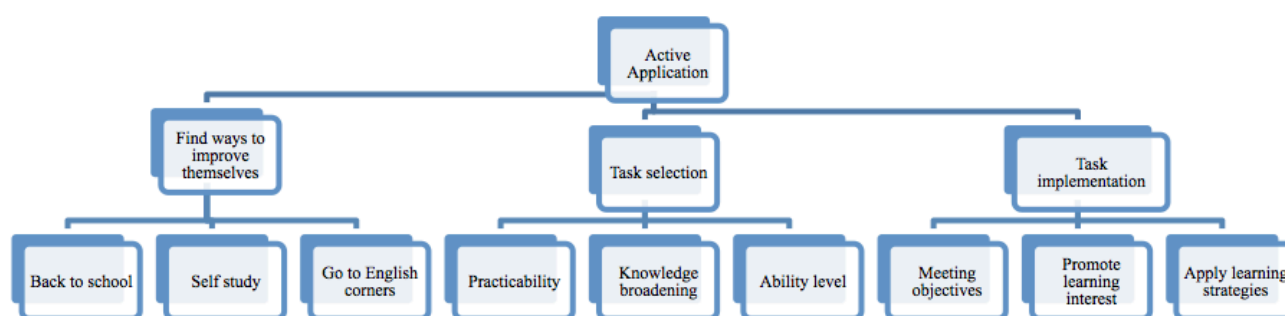 Active
Application
Find ways to
improve
themselves
Task selection
Task
implementation
Back to school
Self study
Go to English
corners
Practicability
Knowledge
broadening
Ability level
Meeting
objectives
Promote
learning
interest
Apply learning
strategies